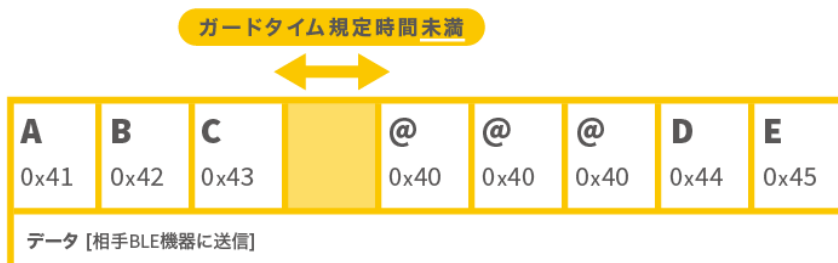 ガードタイム規定時間未満
A B C @ @ @ D E
0x41 0x42 0x43 0x40 0x40 0x40 0x44 0x45
データ [相手BLE機器に送信]